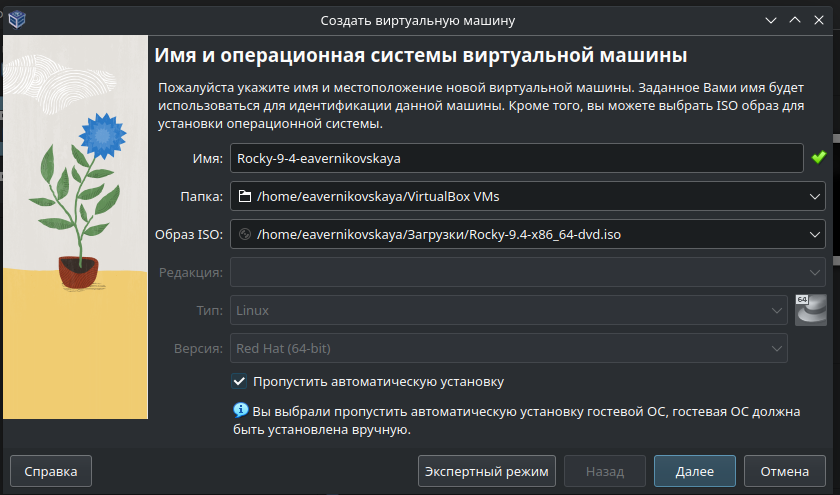 Создать виртуальную машину
Имя и операционная системы виртуальной машины
Пожалуйста укажите имя и местоположение новой виртуальной машины. Заданное Вами имя будет
использоваться для идентификации данной машины. Кроме того, вы можете выбрать ISO образ для
установки операционной системы.
Имя: Rocky-9-4-eavernikovskaya
Папка: /home/eavernikovskaya/VirtualBox VMs
Образ ISO: /home/eavernikovskaya/Загрузки/Rocky-9.4-x86_64-dvd.iso
Редакция:
Тип: Linux 64
Версия: Red Hat (64-bit)
Пропустить автоматическую установку
Вы выбрали пропустить автоматическую установку гостевой ОС, гостевая ОС должна
быть установлена вручную.
Справка Экспертный режим Назад Далее Отмена